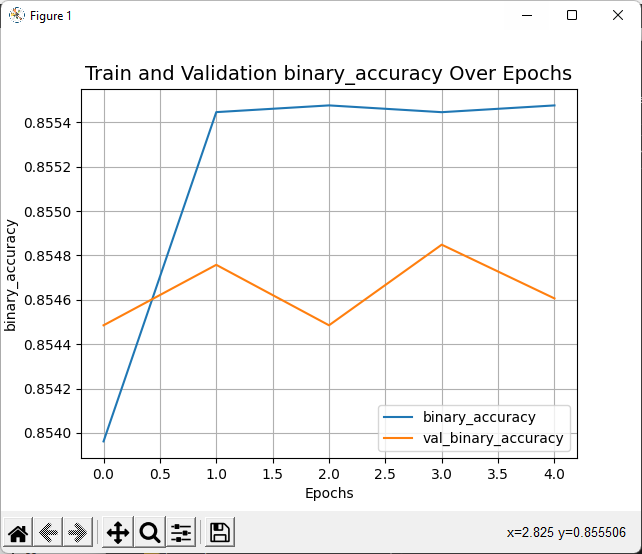 Figure 1
Train and Validation binary_accuracy Over Epochs
0.8554
0.8552
0.8550
0.8548
0.8546
0.8544
0.8542
0.8540
binary_accuracy
binary_accuracy
val_binary_accuracy
0.0 0.5 1.0 1.5 2.0 2.5 3.0 3.5 4.0
Epochs
x=2.825 y=0.855506